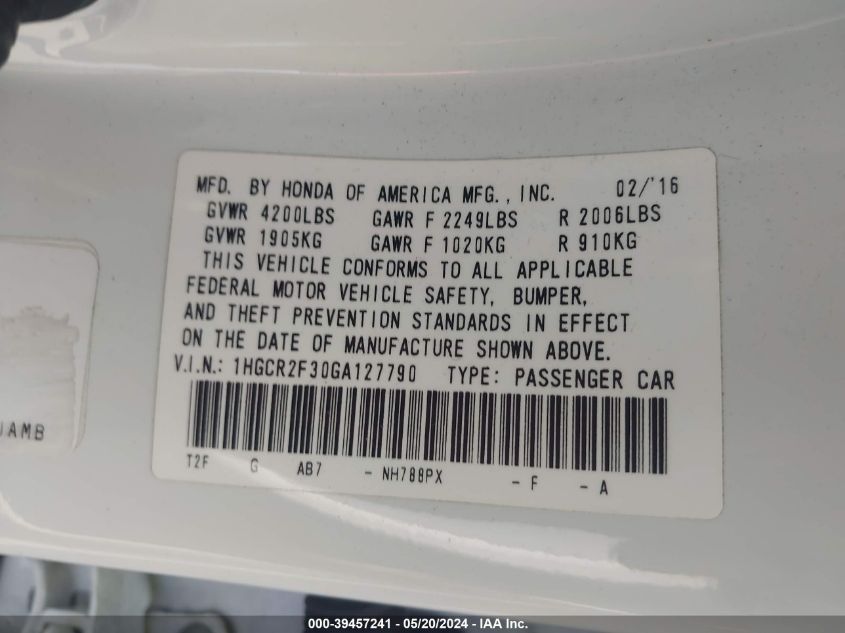 MFD. BY HONDA OF AMERICA MFG., INC. 02/'16
GVWR 4200LBS GAWR F 2249LBS R 2006LBS
GVWR 1905KG GAWR F 1020KG R 910KG
THIS VEHICLE CONFORMS TO ALL APPLICABLE
FEDERAL MOTOR VEHICLE SAFETY, BUMPER,
AND THEFT PREVENTION STANDARDS IN EFFECT
ON THE DATE OF MANUFACTURE SHOWN ABOVE.
V.I.N.: 1HGCR2F30GA127790 TYPE: PASSENGER CAR
T2F G AB7 - NH788PX - F - A
000-39457241 - 05/20/2024 - IAA Inc.